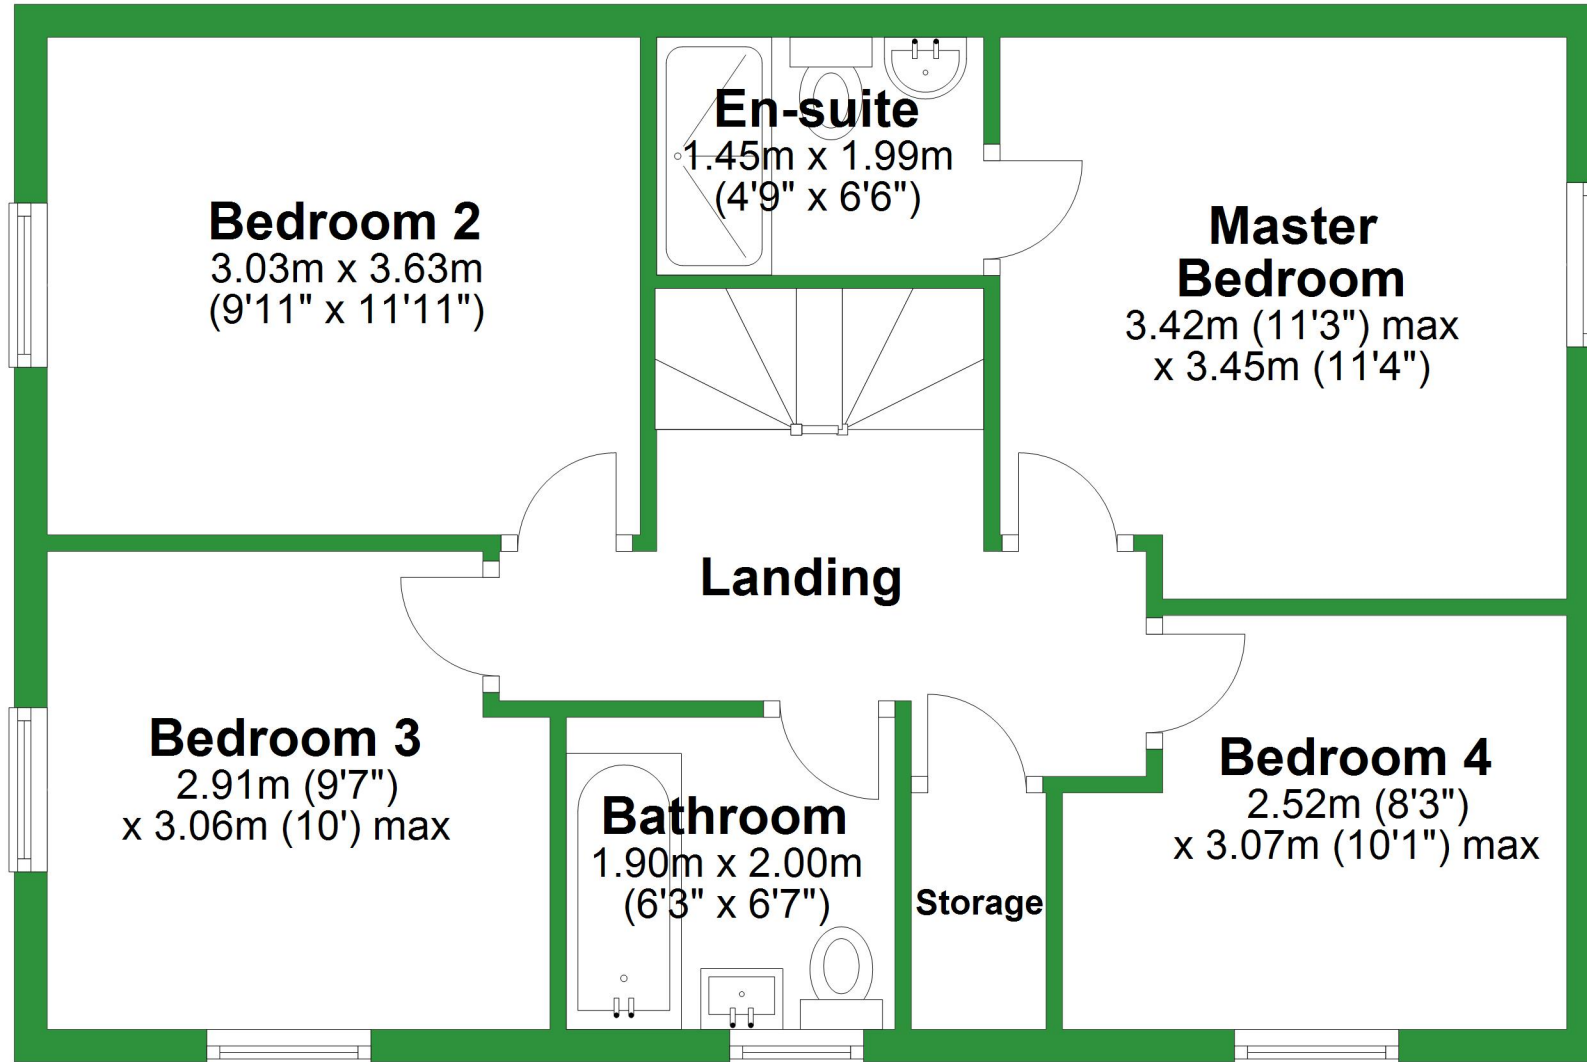 Bedroom 2
3.03m x 3.63m
(9'11" x 11'11")
En-suite
1.45m x 1.99m
(4'9" x 6'6")
Master
Bedroom
3.42m (11'3") max
x 3.45m (11'4")
Landing
Bedroom 3
2.91m (9'7")
x 3.06m (10') max
Bathroom
1.90m x 2.00m
(6'3" x 6'7")
Storage
Bedroom 4
2.52m (8'3")
x 3.07m (10'1") max